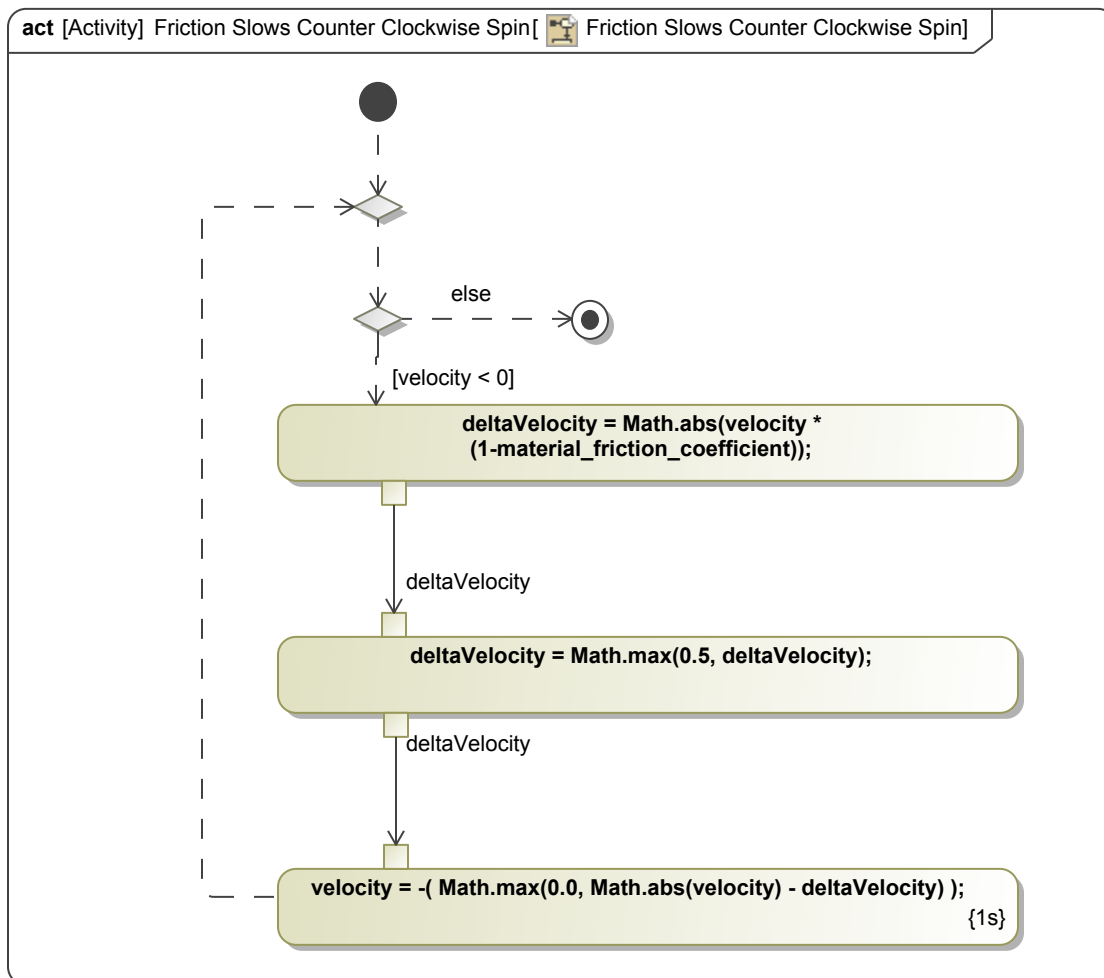 act [Activity] Friction Slows Counter Clockwise Spin[ Friction Slows Counter Clockwise Spin]
else
[velocity < 0]
deltaVelocity = Math.abs(velocity *
(1-material_friction_coefficient));
deltaVelocity
deltaVelocity = Math.max(0.5, deltaVelocity);
deltaVelocity
velocity = -( Math.max(0.0, Math.abs(velocity) - deltaVelocity) );
{1s}